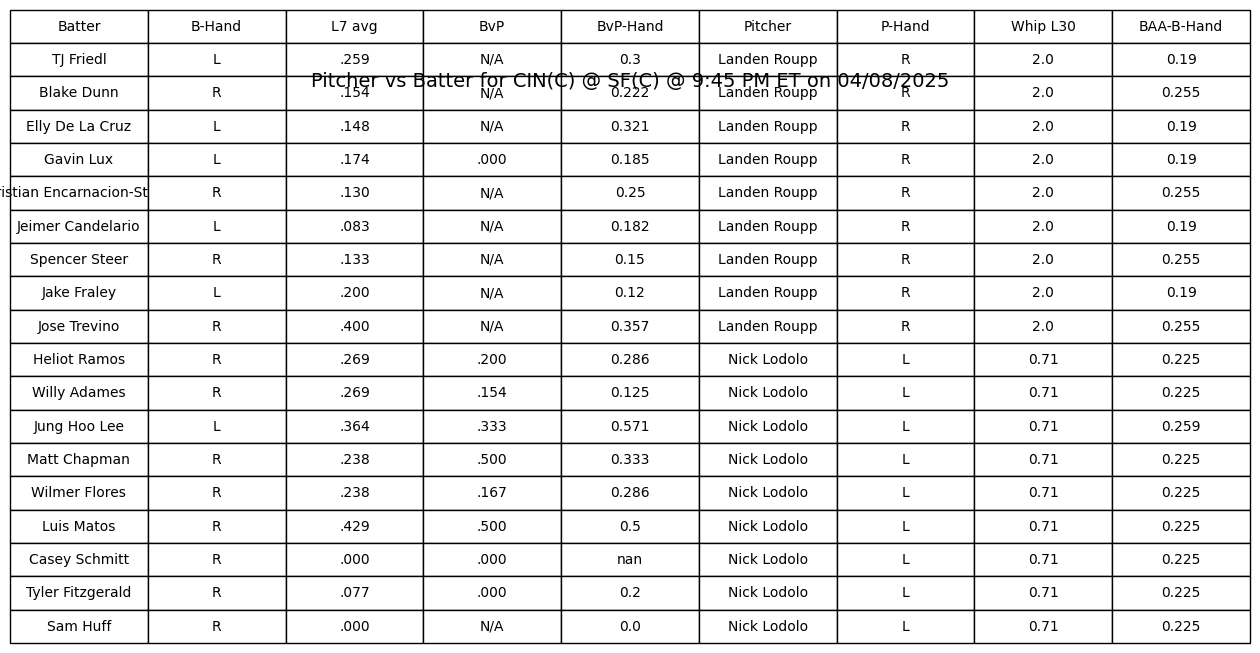 Batter B-Hand L7 avg BvP BvP-Hand Pitcher P-Hand Whip L30 BAA-B-Hand
TJ Friedl L .259 N/A 0.3 Landen Roupp R 2.0 0.19
Pitcher vs Batter for CIN(C) @ SF(C) @ 9:45 PM ET on 04/08/2025
Blake Dunn R .154 N/A 0.222 Landen Roupp R 2.0 0.255
Elly De La Cruz L .148 N/A 0.321 Landen Roupp R 2.0 0.19
Gavin Lux L .174 .000 0.185 Landen Roupp R 2.0 0.19
ristian Encarnacion-St R .130 N/A 0.25 Landen Roupp R 2.0 0.255
Jeimer Candelario L .083 N/A 0.182 Landen Roupp R 2.0 0.19
Spencer Steer R .133 N/A 0.15 Landen Roupp R 2.0 0.255
Jake Fraley L .200 N/A 0.12 Landen Roupp R 2.0 0.19
Jose Trevino R .400 N/A 0.357 Landen Roupp R 2.0 0.255
Heliot Ramos R .269 .200 0.286 Nick Lodolo L 0.71 0.225
Willy Adames R .269 .154 0.125 Nick Lodolo L 0.71 0.225
Jung Hoo Lee L .364 .333 0.571 Nick Lodolo L 0.71 0.259
Matt Chapman R .238 .500 0.333 Nick Lodolo L 0.71 0.225
Wilmer Flores R .238 .167 0.286 Nick Lodolo L 0.71 0.225
Luis Matos R .429 .500 0.5 Nick Lodolo L 0.71 0.225
Casey Schmitt R .000 .000 nan Nick Lodolo L 0.71 0.225
Tyler Fitzgerald R .077 .000 0.2 Nick Lodolo L 0.71 0.225
Sam Huff R .000 N/A 0.0 Nick Lodolo L 0.71 0.225